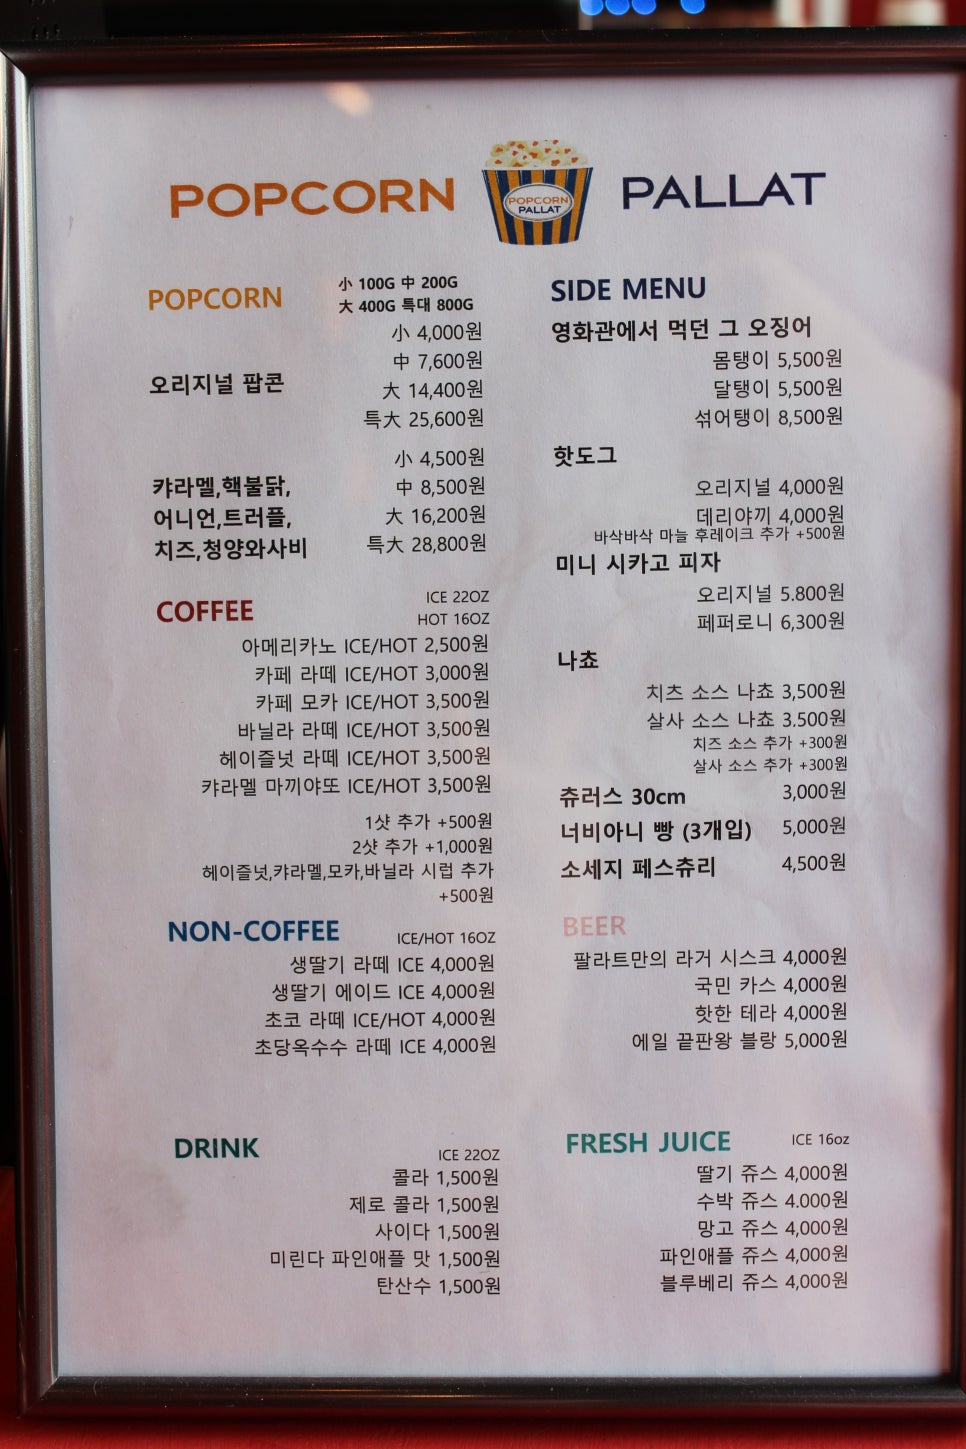 POPCORN PALLAT
POPCORN
PALLAT
POPCORN
小 100G 中 200G
大 400G 특대 800G
오리지널 팝콘
小 4,000원
中 7,600원
大 14,400원
특大 25,600원
캬라멜,핵불닭,
어니언,트러플,
치즈,청양와사비
小 4,500원
中 8,500원
大 16,200원
특大 28,800원
COFFEE
ICE 22OZ
HOT 16OZ
아메리카노 ICE/HOT 2,500원
카페 라떼 ICE/HOT 3,000원
카페 모카 ICE/HOT 3,500원
바닐라 라떼 ICE/HOT 3,500원
헤이즐넛 라떼 ICE/HOT 3,500원
캬라멜 마끼야또 ICE/HOT 3,500원
1샷 추가 +500원
2샷 추가 +1,000원
헤이즐넛,캬라멜,모카,바닐라 시럽 추가
+500원
NON-COFFEE
ICE/HOT 16OZ
생딸기 라떼 ICE 4,000원
생딸기 에이드 ICE 4,000원
초코 라떼 ICE/HOT 4,000원
초당옥수수 라떼 ICE 4,000원
DRINK
ICE 22OZ
콜라 1,500원
제로 콜라 1,500원
사이다 1,500원
미린다 파인애플 맛 1,500원
탄산수 1,500원
SIDE MENU
영화관에서 먹던 그 오징어
몸탱이 5,500원
달탱이 5,500원
섞어탱이 8,500원
핫도그
오리지널 4,000원
데리야끼 4,000원
바삭바삭 마늘 후레이크 추가 +500원
미니 시카고 피자
오리지널 5.800원
페퍼로니 6,300원
나쵸
치츠 소스 나쵸 3,500원
살사 소스 나쵸 3.500원
치즈 소스 추가 +300원
살사 소스 추가 +300원
츄러스 30cm 3,000원
너비아니 빵 (3개입) 5,000원
소세지 페스츄리 4,500원
BEER
팔라트만의 라거 시스크 4,000원
국민 카스 4,000원
핫한 테라 4,000원
에일 끝판왕 블랑 5,000원
FRESH JUICE
ICE 16oz
딸기 쥬스 4,000원
수박 쥬스 4.000원
망고 쥬스 4,000원
파인애플 쥬스 4,000원
블루베리 쥬스 4,000원